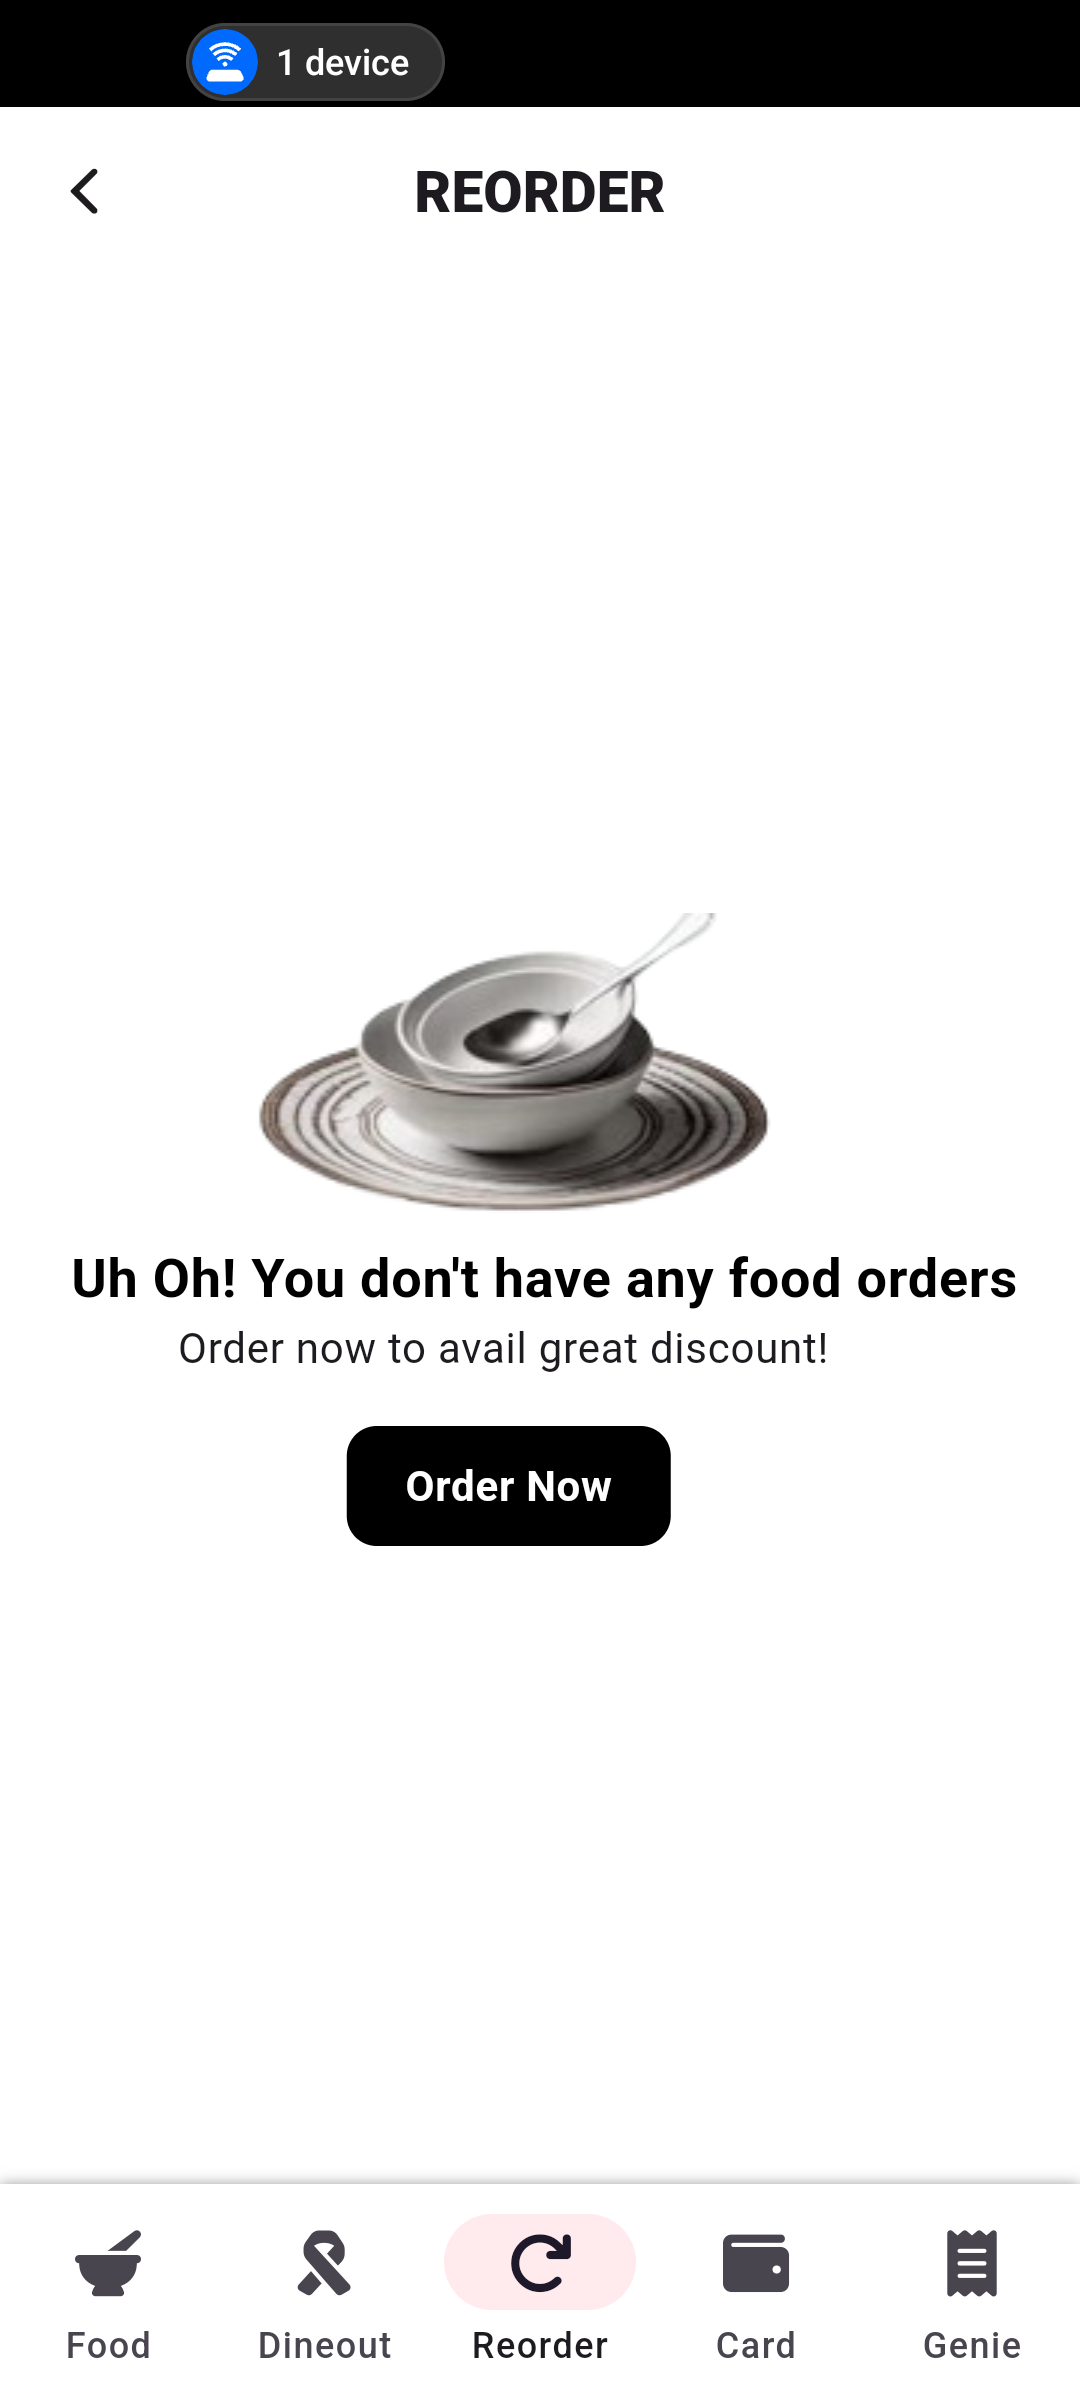 1 device
REORDER
Uh Oh! You don't have any food orders
Order now to avail great discount!
Order Now
Food
Dineout
Reorder
Card
Genie